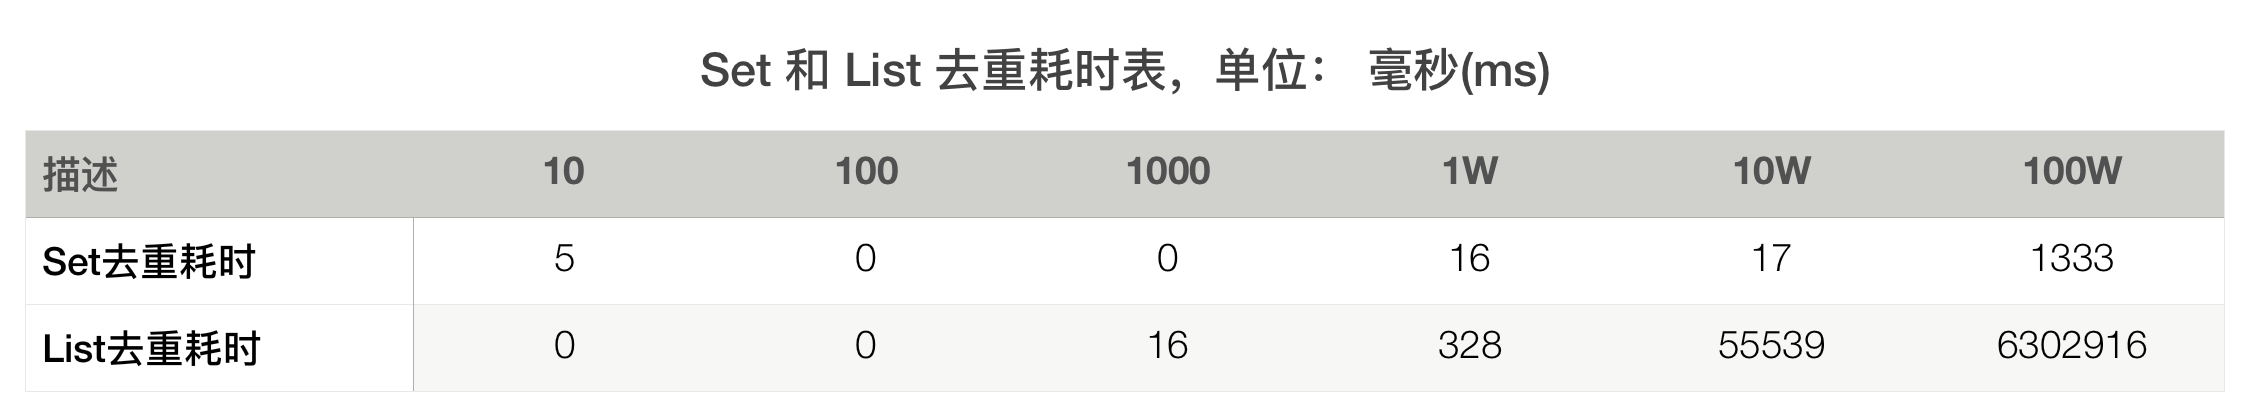 Set 和 List 去重耗时表，单位： 毫秒(ms)
描述 10 100 1000 1W 10W 100W
Set去重耗时 5 0 0 16 17 1333
List去重耗时 0 0 16 328 55539 6302916